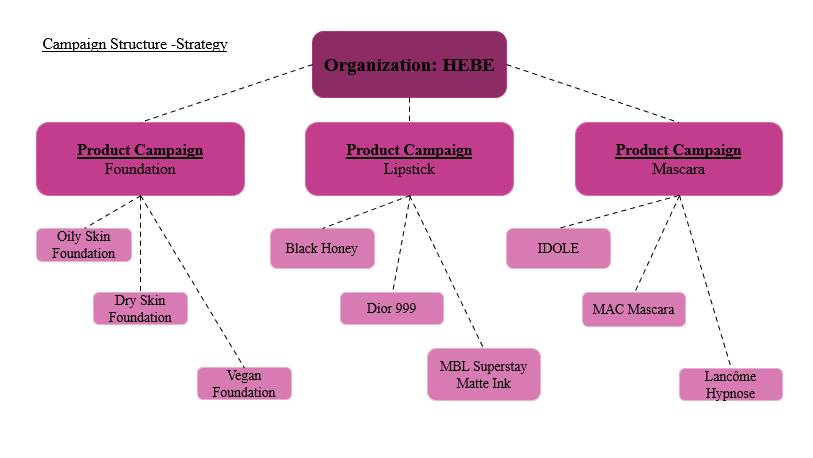 Campaign Structure -Strategy
Organization: HEBE
Product Campaign
Foundation
Product Campaign
Lipstick
Product Campaign
Mascara
Oily Skin
Foundation
Dry Skin
Foundation
Vegan
Foundation
Black Honey
Dior 999
MBL Superstay
Matte Ink
IDOLE
MAC Mascara
Lancôme
Hypnose